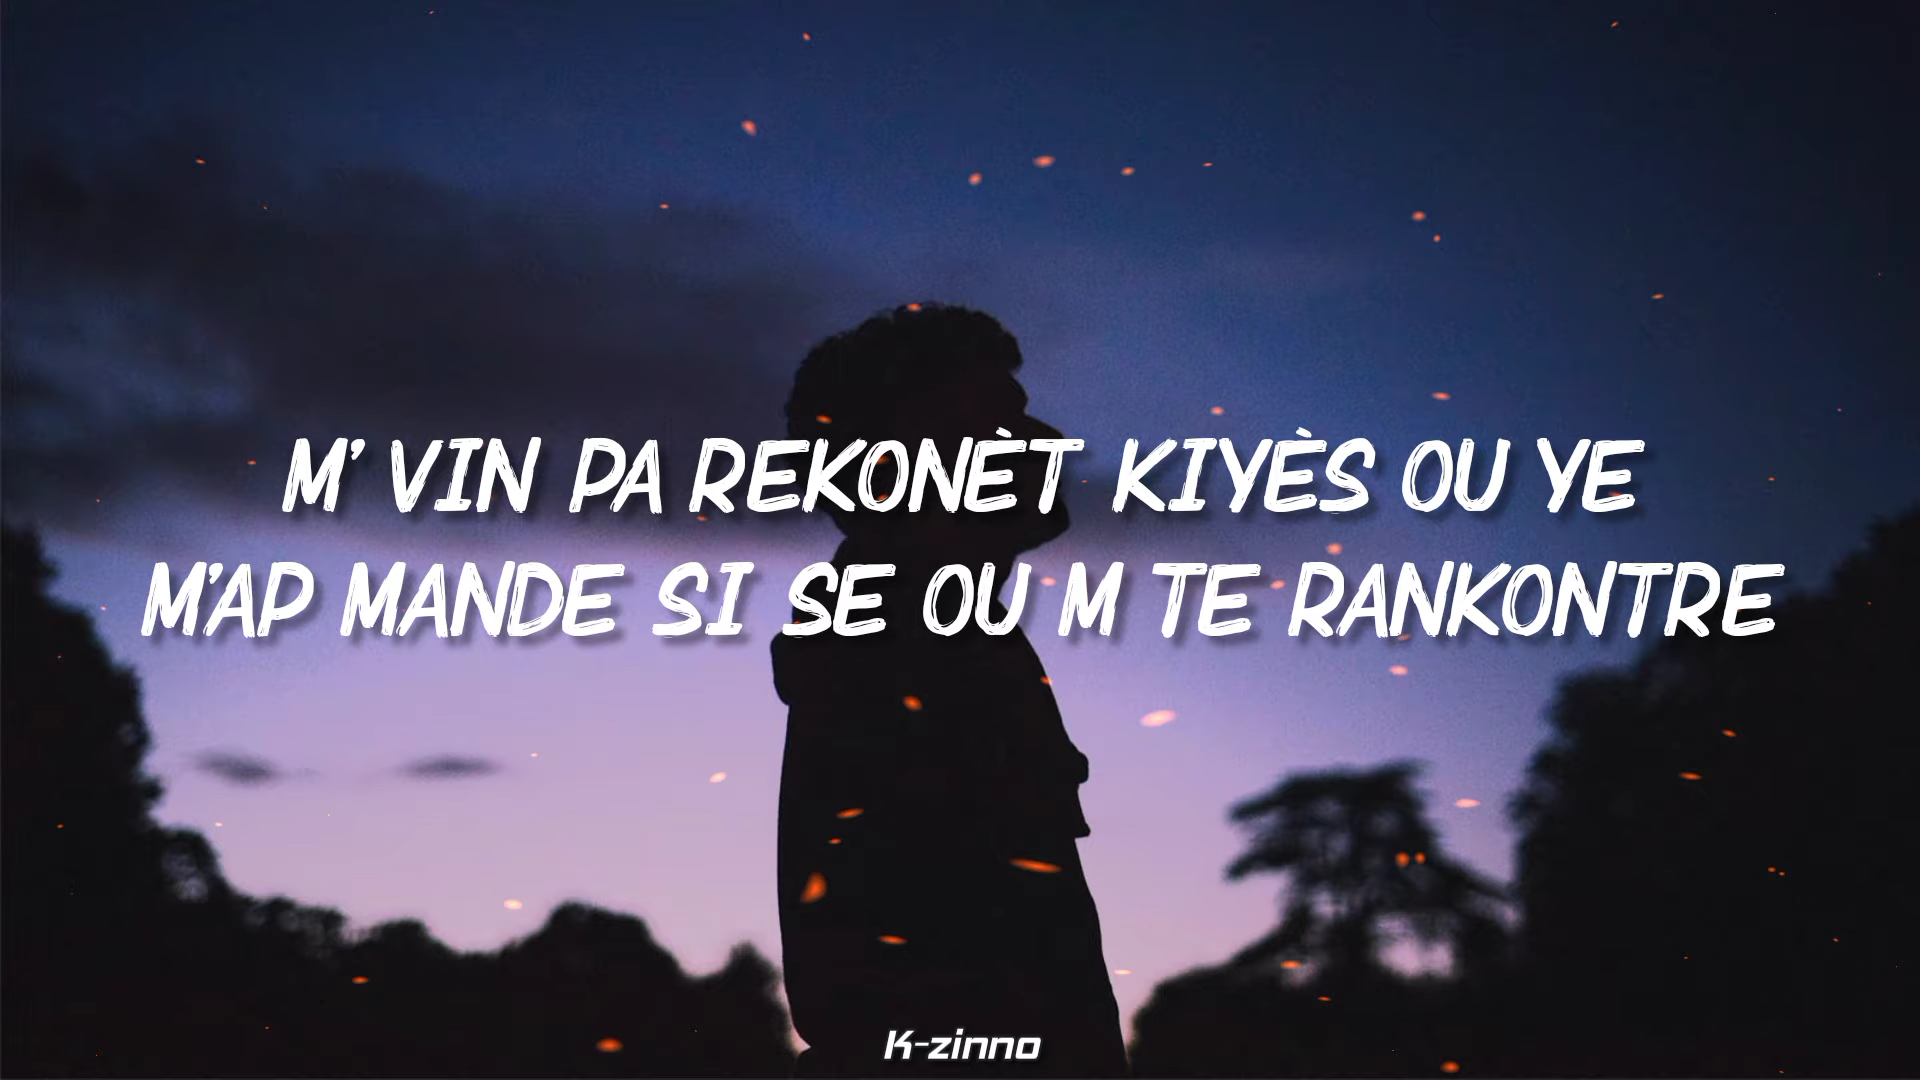 M' VIN PA REKONÈT KIYÈS OU YE
M'AP MANDE SI SE OU M TE RANKONTRE
K-zinno